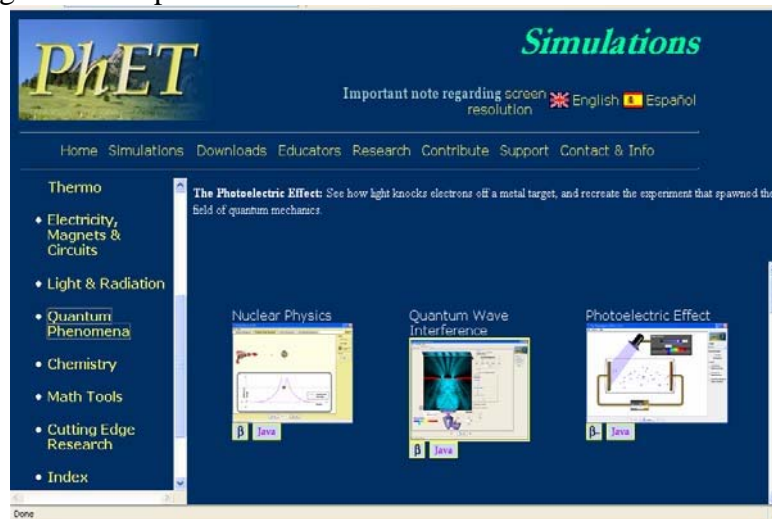 PhET
Simulations
Important note regarding screen
resolution
English Español
Home Simulations Downloads Educators Research Contribute Support Contact & Info
Thermo
Electricity,
Magnets &
Circuits
Light & Radiation
Quantum
Phenomena
Chemistry
Math Tools
Cutting Edge
Research
Index
The Photoelectric Effect: See how light knocks electrons off a metal target, and recreate the experiment that spawned the
field of quantum mechanics.
Nuclear Physics
β Java
Quantum Wave
Interference
β Java
Photoelectric Effect
β- Java
Done